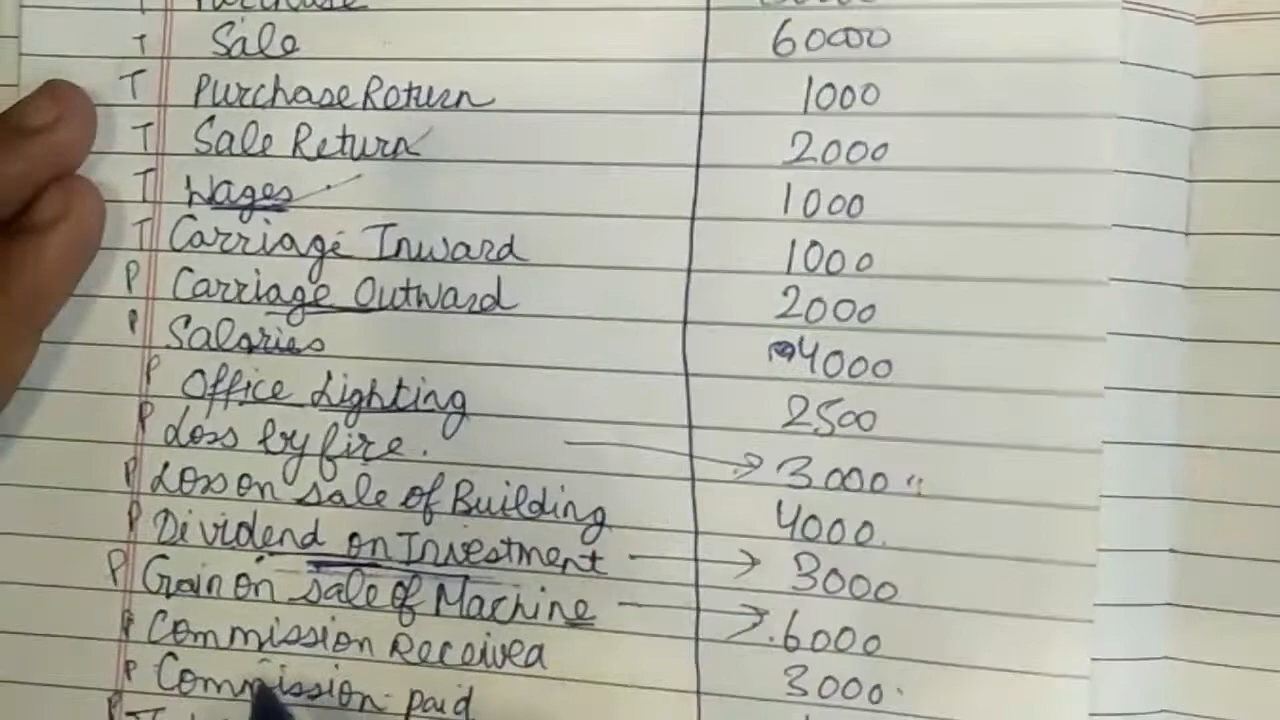 T Purchase
T Sale 60000
T Purchase Return 1000
T Sale Return 2000
T Wages 1000
T Carriage Inward 1000
P Carriage Outward 2000
P Salaries 4000
P Office Lighting 2500
P Loss by fire. 3000
P Loss on sale of Building 4000
P Dividend on Investment 3000
P Gain on sale of Machine 6000
P Commission Received 3000
P Commission paid
P